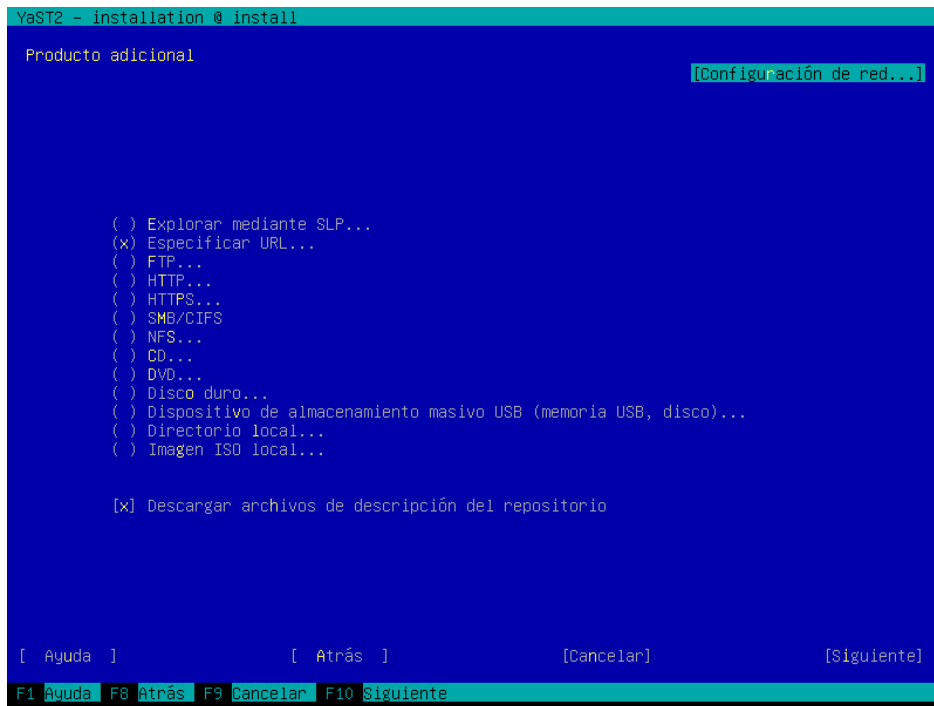 YaST2 - installation @ install
Producto adicional
[Configuración de red...]
( ) Explorar mediante SLP...
(x) Especificar URL...
( ) FTP...
( ) HTTP...
( ) HTTPS...
( ) SMB/CIFS
( ) NFS...
( ) CD...
( ) DVD...
( ) Disco duro...
( ) Dispositivo de almacenamiento masivo USB (memoria USB, disco)...
( ) Directorio local...
( ) Imagen ISO local...
[x] Descargar archivos de descripción del repositorio
[ Ayuda ] [ Atrás ] [Cancelar] [Siguiente]
F1 Ayuda F8 Atrás F9 Cancelar F10 Siguiente